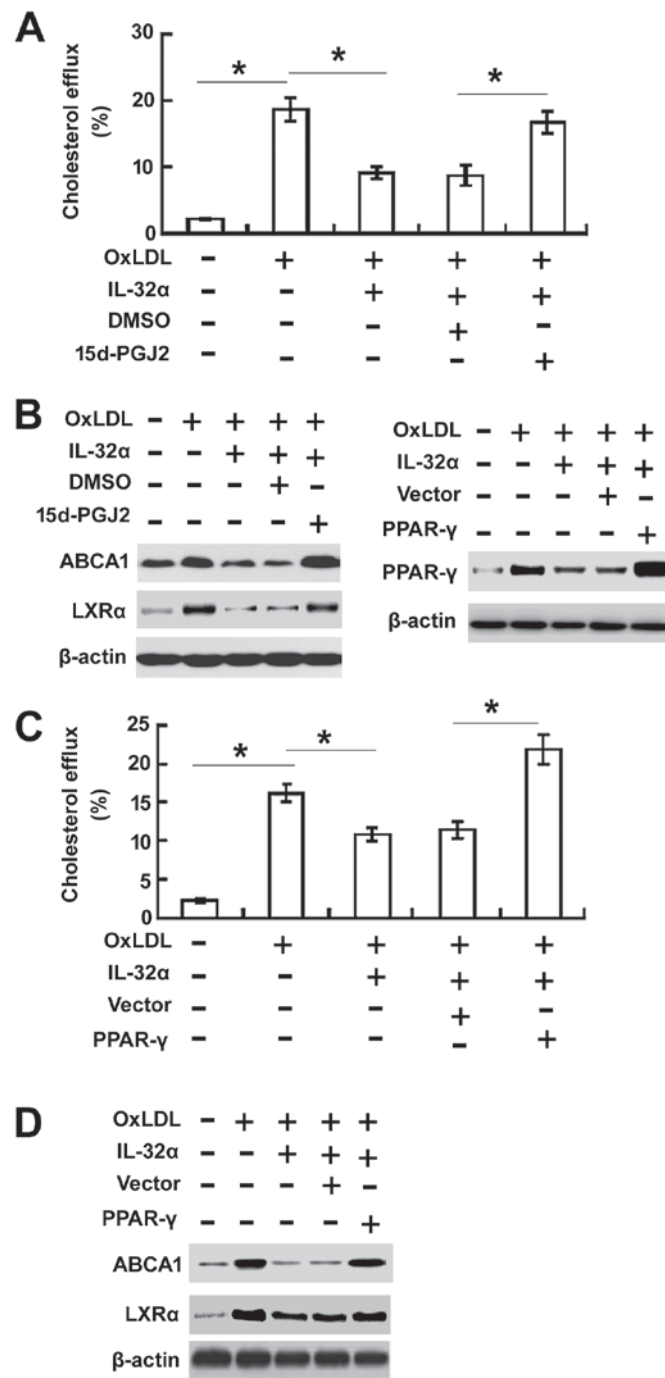 A
Cholesterol efflux
(%)
30
20
10
0
* * *
OxLDL - + + + +
IL-32α - - + + +
DMSO - - - + -
15d-PGJ2 - - - - +
B
OxLDL - + + + +
IL-32α - - + + +
DMSO - - - + -
15d-PGJ2 - - - - +
ABCA1
LXRα
β-actin
OxLDL - + + + +
IL-32α - - + + +
Vector - - - + -
PPAR-γ - - - - +
PPAR-γ
β-actin
C
Cholesterol efflux
(%)
25
20
15
10
5
0
* * *
OxLDL - + + + +
IL-32α - - + + +
Vector - - - + -
PPAR-γ - - - - +
D
OxLDL - + + + +
IL-32α - - + + +
Vector - - - + -
PPAR-γ - - - - +
ABCA1
LXRα
β-actin